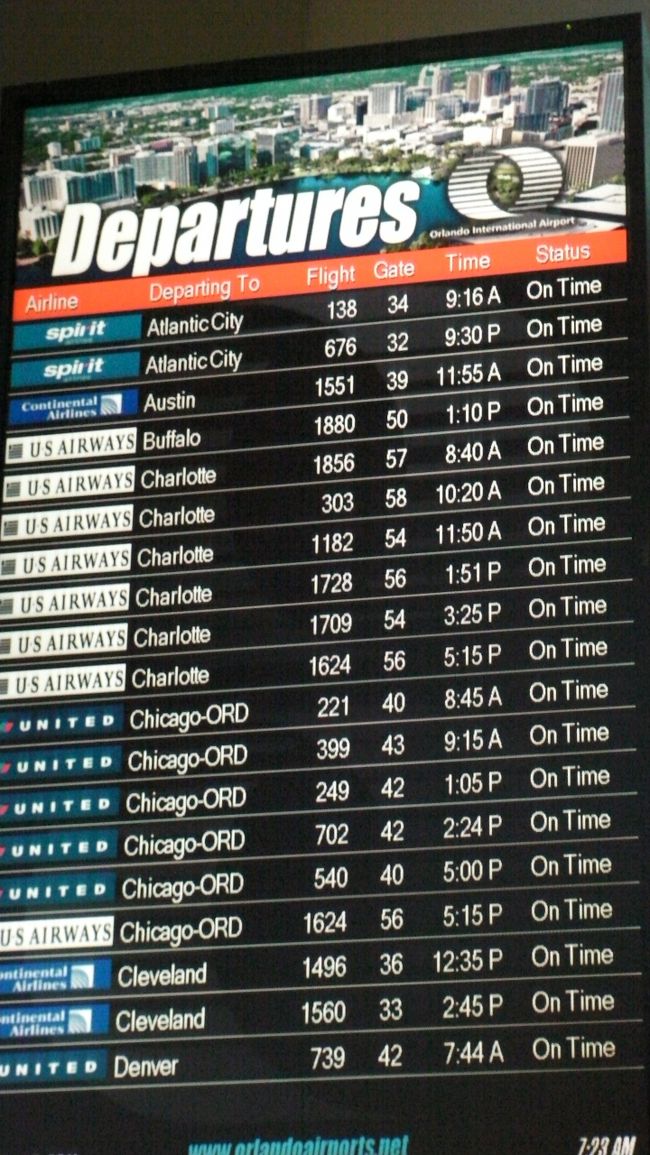 Departures
Orlando International Airport
Airline Departing To Flight Gate Time Status
spirit Atlantic City 138 34 9:16 A On Time
spirit Atlantic City 676 32 9:30 P On Time
Continental Airlines Austin 1551 39 11:55 A On Time
US AIRWAYS Buffalo 1880 50 1:10 P On Time
US AIRWAYS Charlotte 1856 57 8:40 A On Time
US AIRWAYS Charlotte 303 58 10:20 A On Time
US AIRWAYS Charlotte 1182 54 11:50 A On Time
US AIRWAYS Charlotte 1728 56 1:51 P On Time
US AIRWAYS Charlotte 1709 54 3:25 P On Time
US AIRWAYS Charlotte 1624 56 5:15 P On Time
UNITED Chicago-ORD 221 40 8:45 A On Time
UNITED Chicago-ORD 399 43 9:15 A On Time
UNITED Chicago-ORD 249 42 1:05 P On Time
UNITED Chicago-ORD 702 42 2:24 P On Time
UNITED Chicago-ORD 540 40 5:00 P On Time
US AIRWAYS Chicago-ORD 1624 56 5:15 P On Time
ontinental Airlines Cleveland 1496 36 12:35 P On Time
ontinental Airlines Cleveland 1560 33 2:45 P On Time
UNITED Denver 739 42 7:44 A On Time
www.orlandoairports.net 7:23 AM